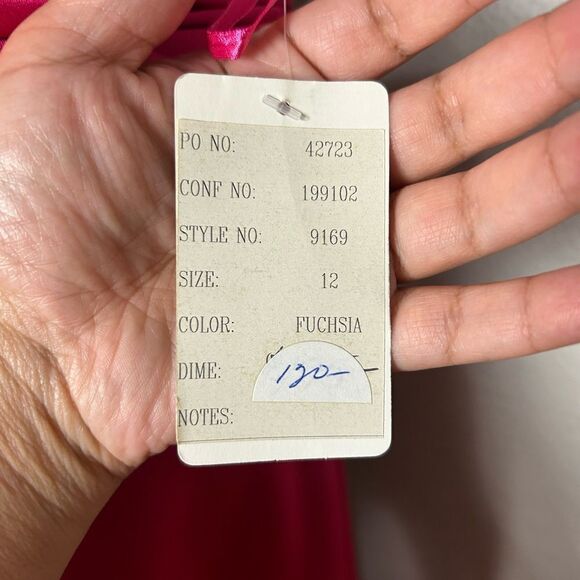 PO NO: 42723
CONF NO: 199102
STYLE NO: 9169
SIZE: 12
COLOR: FUCHSIA
DIME: 120-
NOTES: